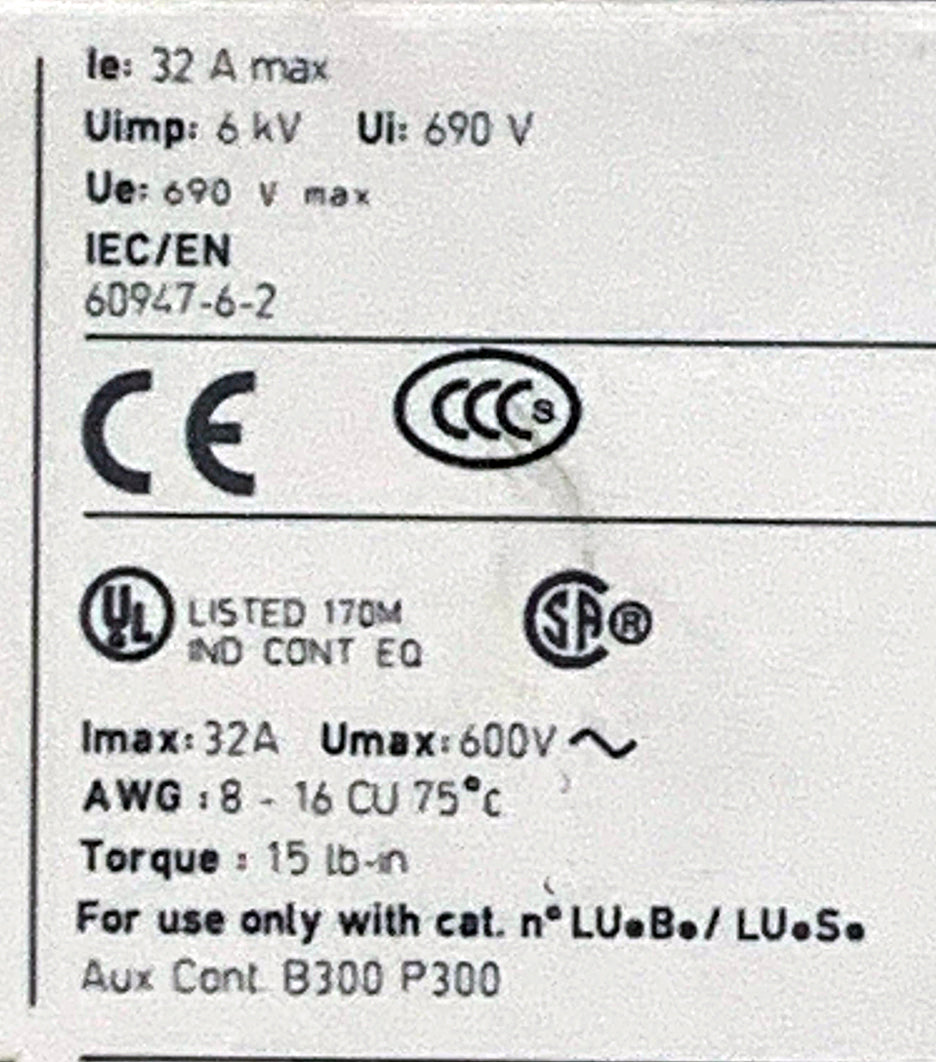 Ie: 32 A max
Uimp: 6 kV Ui: 690 V
Ue: 690 V max
IEC/EN
60947-6-2
CE CCC S
UL LISTED 170M SA ®
IND CONT EQ
Imax: 32A Umax: 600V ~
AWG : 8 - 16 CU 75°c
Torque : 15 lb-in
For use only with cat. n° LU•B• / LU•S•
Aux Cont. B300 P300